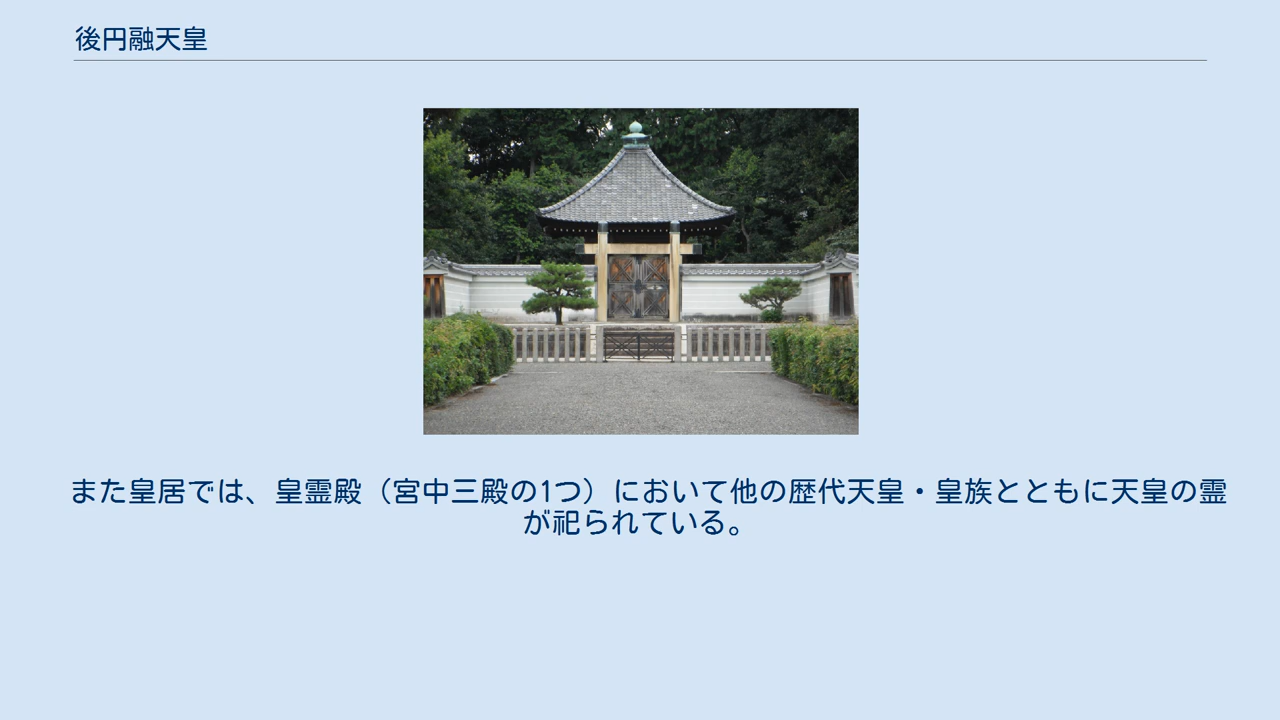 後円融天皇
また皇居では、皇霊殿（宮中三殿の1つ）において他の歴代天皇・皇族とともに天皇の霊
が祀られている。